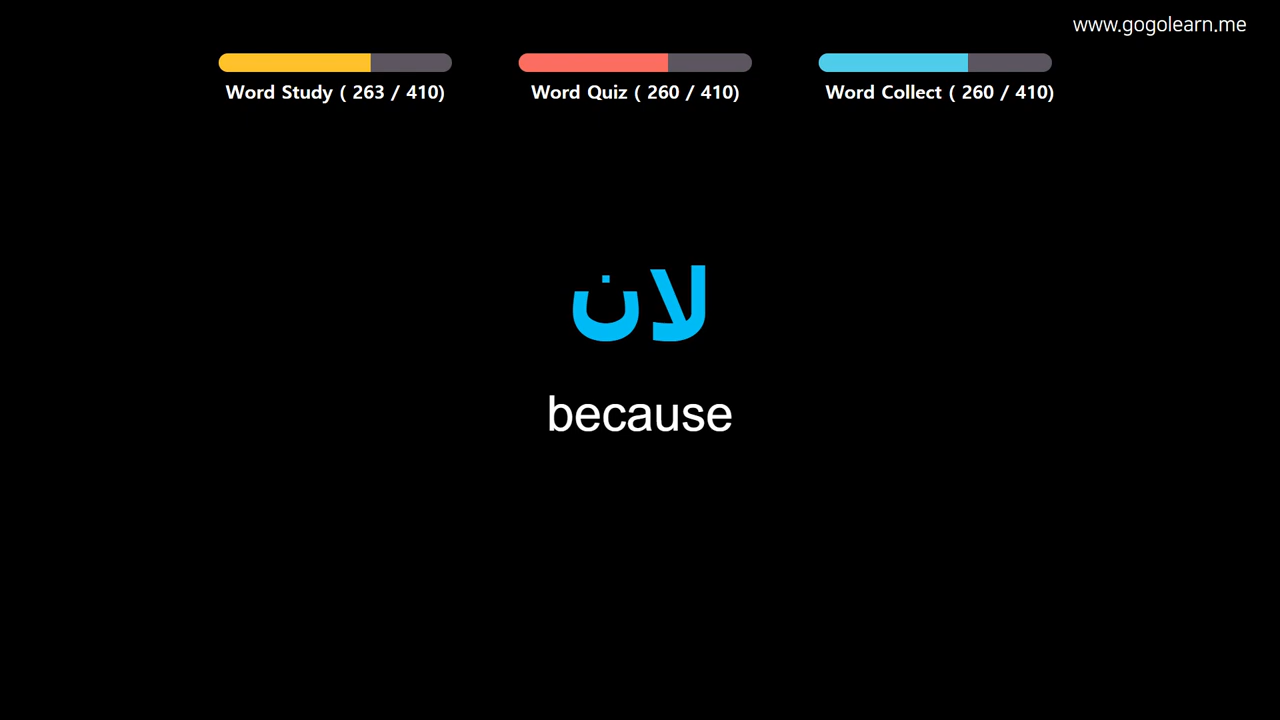 www.gogolearn.me
Word Study ( 263 / 410)
Word Quiz ( 260 / 410)
Word Collect ( 260 / 410)
لان
because